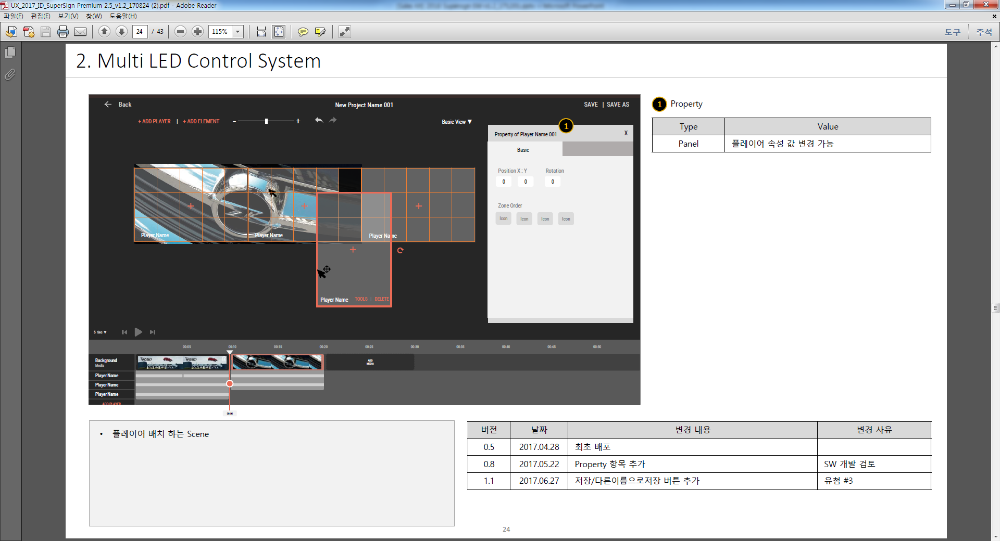 UX_2017_ID_SuperSign Premium 2.5_v1.2_170824 (2).pdf - Adobe Reader
파일(F) 편집(E) 보기(V) 창(W) 도움말(H)
24 / 43 115% 도구 주석
2. Multi LED Control System
Back
New Project Name 001
SAVE | SAVE AS
+ ADD PLAYER | + ADD ELEMENT
- +
Basic View ▼
1
Property of Player Name 001
X
Basic
Position X : Y Rotation
0 0 0
Zone Order
Icon Icon Icon Icon
Player Name
Player Name
Player Name
Player Name TOOLS | DELETE
5 Sec ▼
00:05 00:10 00:15 00:20 00:25 00:30 00:35 00:40 00:45 00:50
Background
Media
WORK?
WORK?
ADD
MEDIA
Player Name
Player Name
Player Name
ADD PLAYER
00:00
1 Property
Type Value
Panel 플레이어 속성 값 변경 가능
• 플레이어 배치 하는 Scene
버전 날짜 변경 내용 변경 사유
0.5 2017.04.28 최초 배포
0.8 2017.05.22 Property 항목 추가 SW 개발 검토
1.1 2017.06.27 저장/다른이름으로저장 버튼 추가 유첨 #3
24